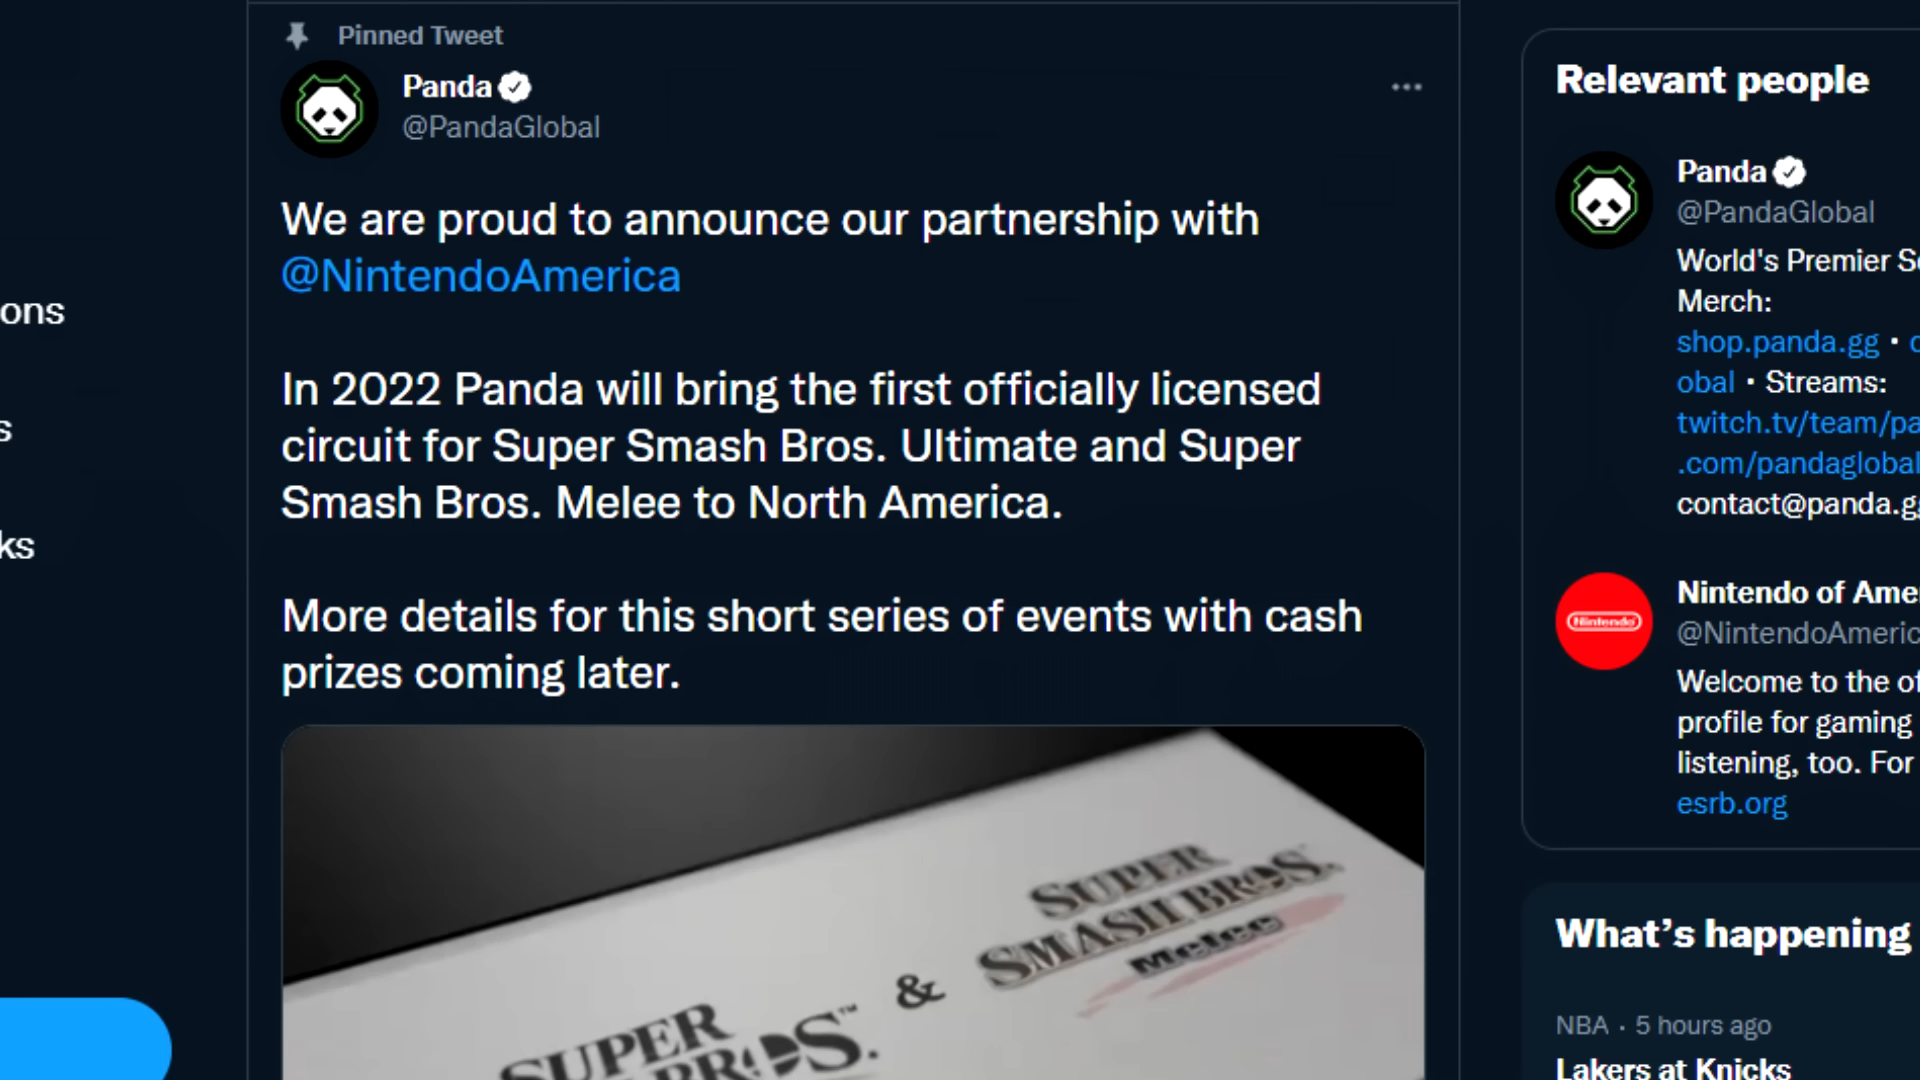 Pinned Tweet
Panda
@PandaGlobal
We are proud to announce our partnership with
@NintendoAmerica
In 2022 Panda will bring the first officially licensed
circuit for Super Smash Bros. Ultimate and Super
Smash Bros. Melee to North America.
More details for this short series of events with cash
prizes coming later.
SUPER
SMASH BROS.
Melee
&
SUPER
BROS.™
ons
s
ks
Relevant people
Panda
@PandaGlobal
World's Premier
Merch:
shop.panda.gg •
obal • Streams:
twitch.tv/team/pa
.com/pandaglobal
contact@panda.g
Nintendo
Nintendo of Ame
@NintendoAmeric
Welcome to the of
profile for gaming
listening, too. For
esrb.org
What's happening
NBA · 5 hours ago
Lakers at Knicks